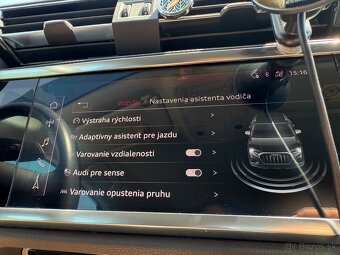 Vozidlo Nastavenia asistenta vodiča
15:16
Výstraha rýchlosti
Adaptívny asistent pre jazdu
Varovanie vzdialenosti
Audi pre sense
Varovanie opustenia pruhu
Bazos.sk